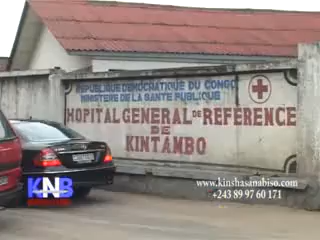 REPUBLIQUE DEMOCRATIQUE DU CONGO
MINISTERE DE LA SANTE PUBLIQUE
HOPITAL GENERAL DE REFERENCE
DE
KINTAMBO
KNB
www.kinshasanabiso.com
+243 89 97 60 171